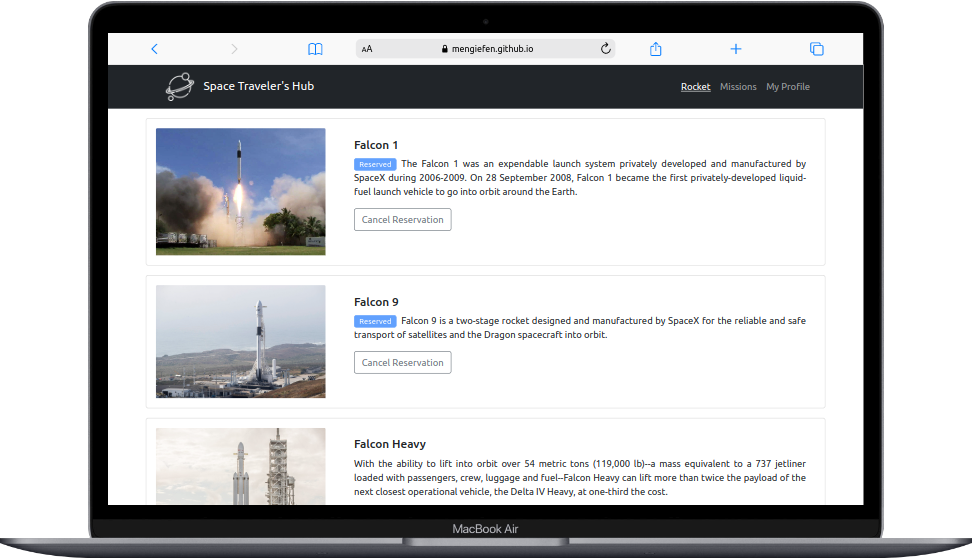 AA
mengiefen.github.io
Space Traveler's Hub
Rocket Missions My Profile
Falcon 1
Reserved The Falcon 1 was an expendable launch system privately developed and manufactured by
SpaceX during 2006-2009. On 28 September 2008, Falcon 1 became the first privately-developed liquid-
fuel launch vehicle to go into orbit around the Earth.
Cancel Reservation
Falcon 9
Reserved Falcon 9 is a two-stage rocket designed and manufactured by SpaceX for the reliable and safe
transport of satellites and the Dragon spacecraft into orbit.
Cancel Reservation
Falcon Heavy
With the ability to lift into orbit over 54 metric tons (119,000 lb)--a mass equivalent to a 737 jetliner
loaded with passengers, crew, luggage and fuel--Falcon Heavy can lift more than twice the payload of the
next closest operational vehicle, the Delta IV Heavy, at one-third the cost.
MacBook Air